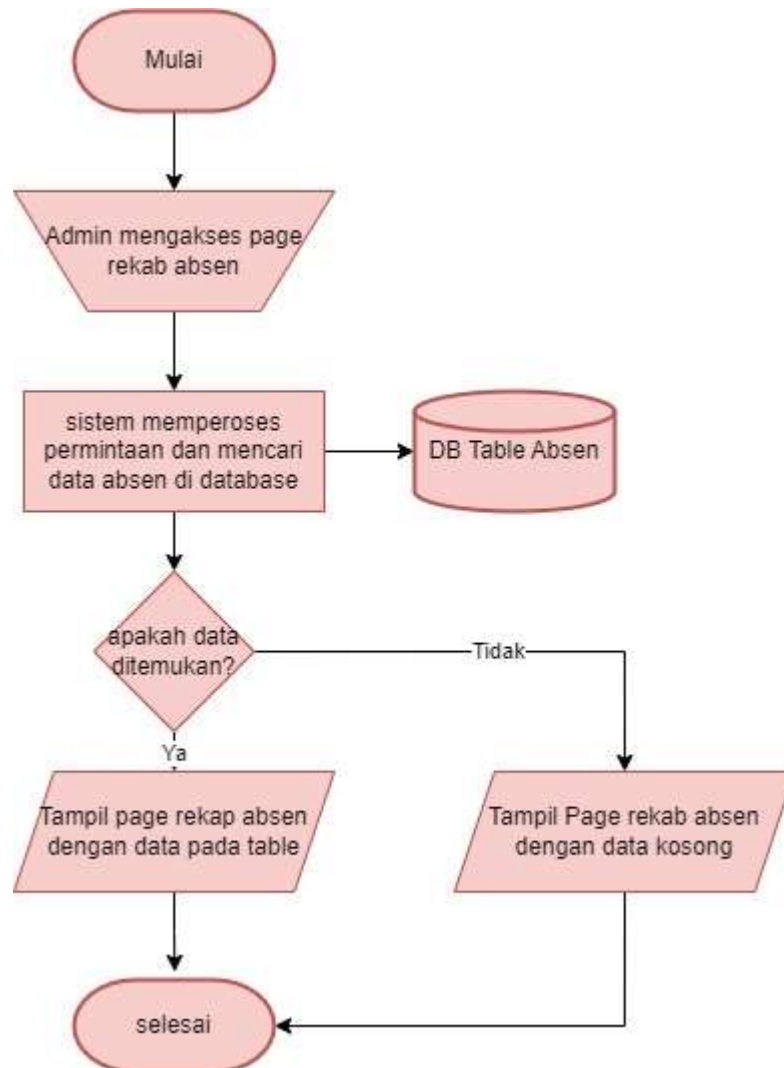 Mulai
Admin mengakses page
rekab absen
sistem memperoses
permintaan dan mencari
data absen di database
DB Table Absen
apakah data
ditemukan?
Tidak
Ya
Tampil page rekap absen
dengan data pada table
Tampil Page rekab absen
dengan data kosong
selesai